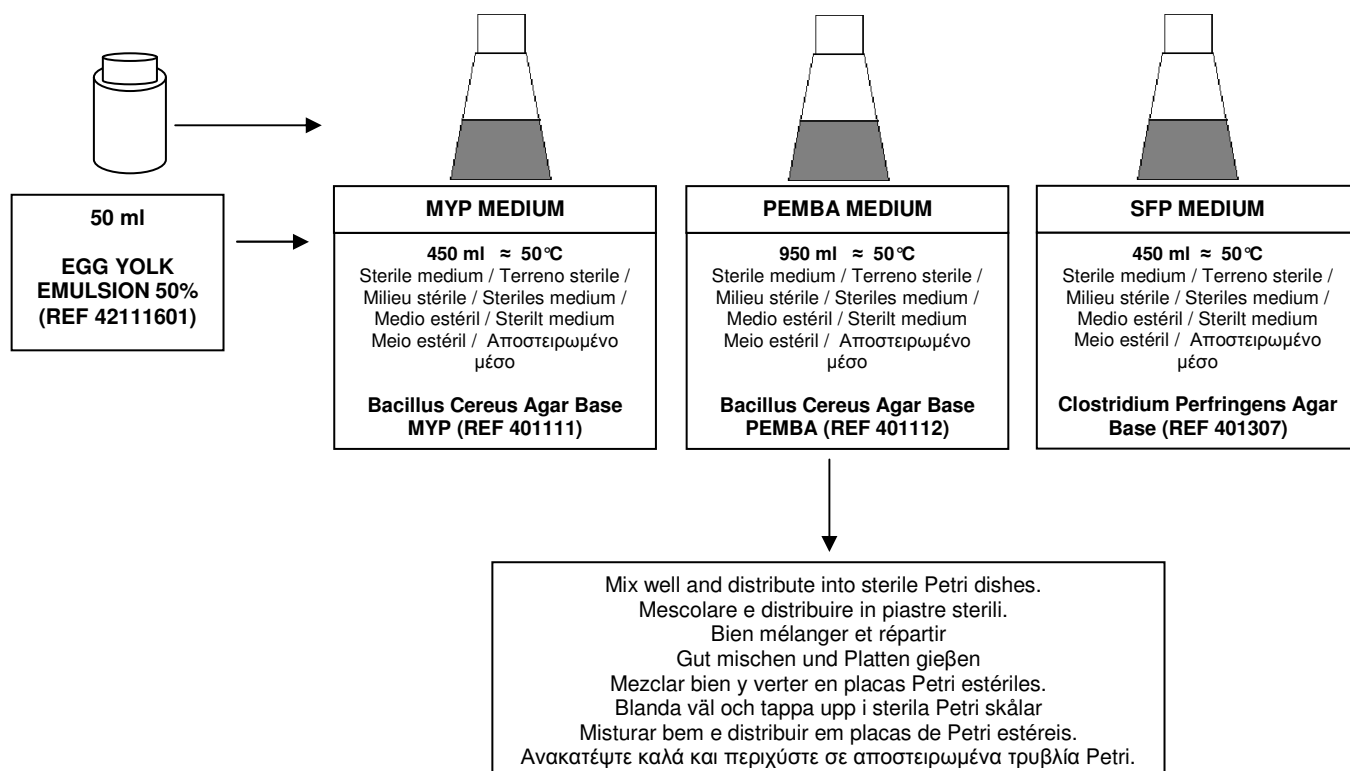 50 ml
EGG YOLK
EMULSION 50%
(REF 42111601)
MYP MEDIUM
450 ml ≈ 50°C
Sterile medium / Terreno sterile /
Milieu stérile / Steriles medium /
Medio estéril / Sterilt medium
Meio estéril / Αποστειρωμένο
μέσο
Bacillus Cereus Agar Base
MYP (REF 401111)
PEMBA MEDIUM
950 ml ≈ 50°C
Sterile medium / Terreno sterile /
Milieu stérile / Steriles medium /
Medio estéril / Sterilt medium
Meio estéril / Αποστειρωμένο
μέσο
Bacillus Cereus Agar Base
PEMBA (REF 401112)
SFP MEDIUM
450 ml ≈ 50°C
Sterile medium / Terreno sterile /
Milieu stérile / Steriles medium /
Medio estéril / Sterilt medium
Meio estéril / Αποστειρωμένο
μέσο
Clostridium Perfringens Agar
Base (REF 401307)
Mix well and distribute into sterile Petri dishes.
Mescolare e distribuire in piastre sterili.
Bien mélanger et répartir
Gut mischen und Platten gieβen
Mezclar bien y verter en placas Petri estériles.
Blanda väl och tappa upp i sterila Petri skålar
Misturar bem e distribuir em placas de Petri estéreis.
Ανακατέψτε καλά και περιχύστε σε αποστειρωμένα τρυβλία Petri.